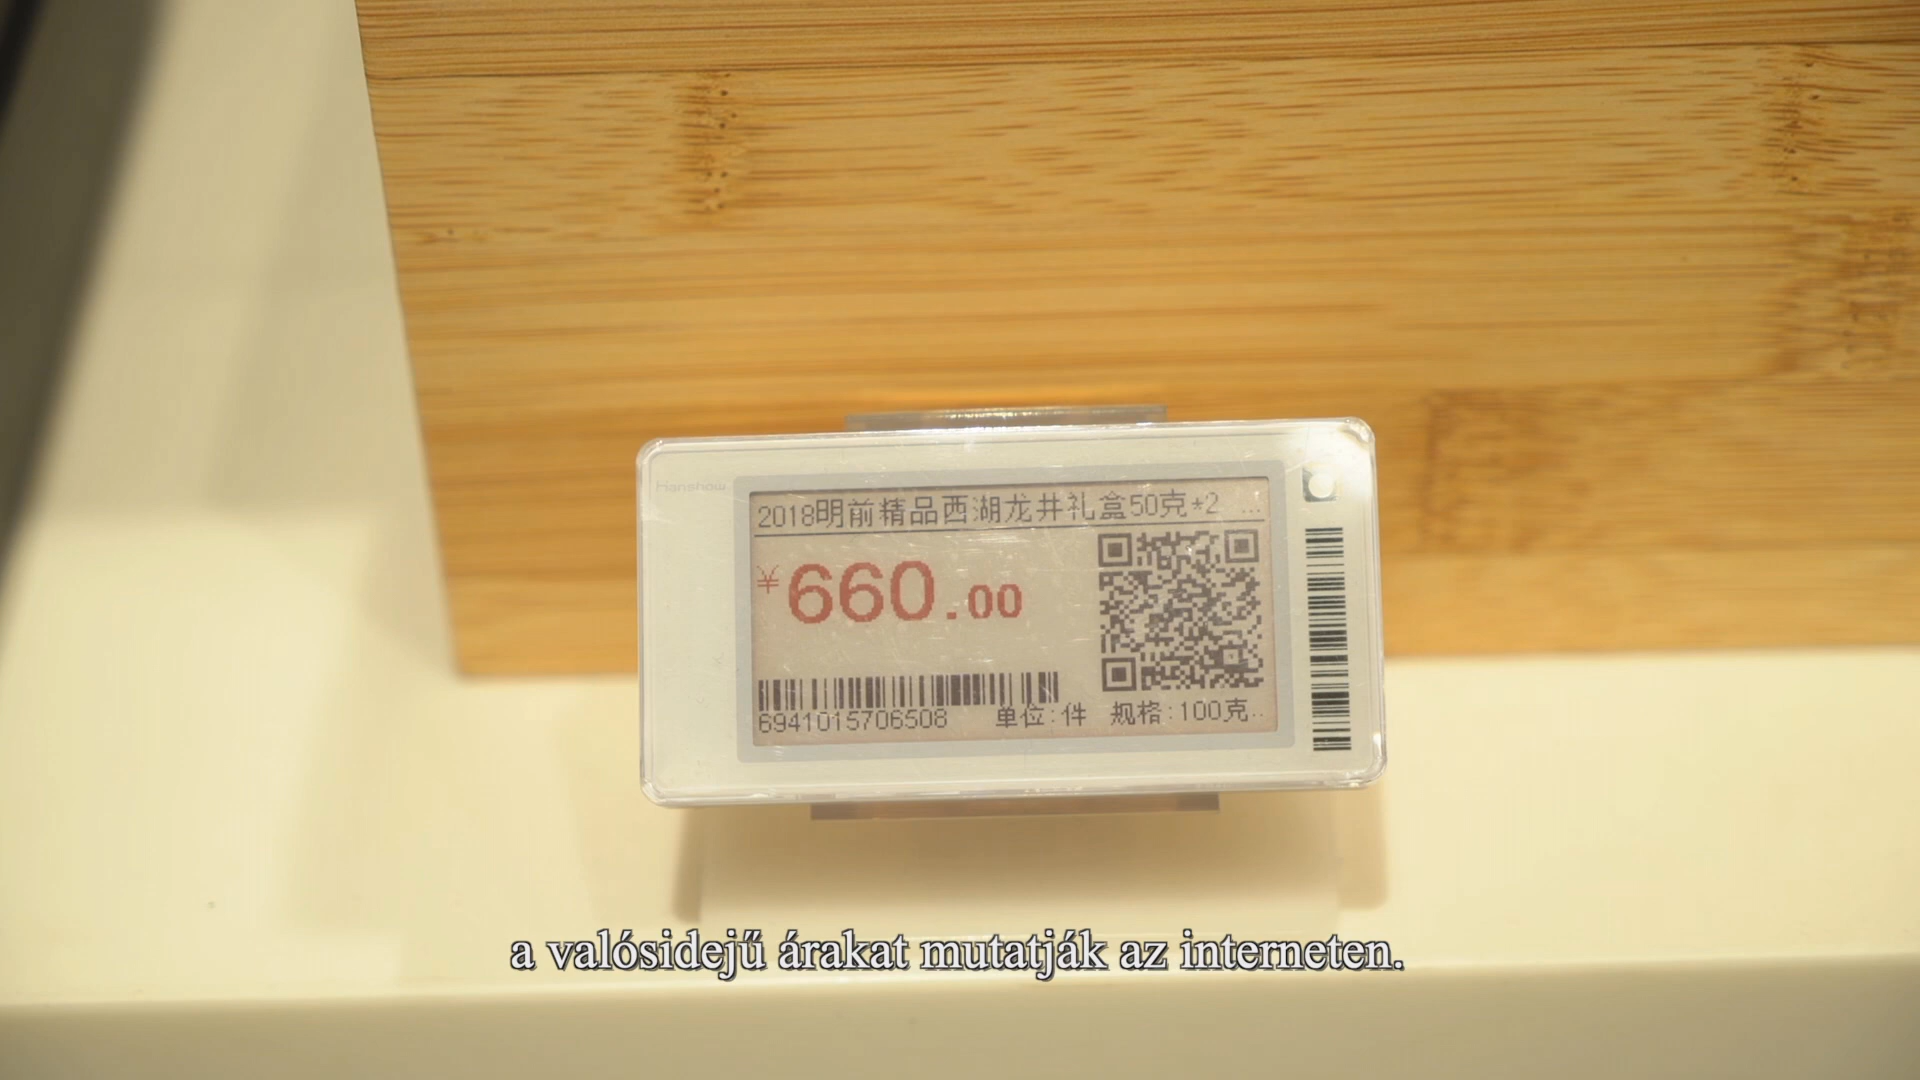 Hanshow
2018明前精品西湖龙井礼盒50克*2 ...
¥660.00
6941015706508 单位:件 规格:100克..
a valósidejű árakat mutatják az interneten.